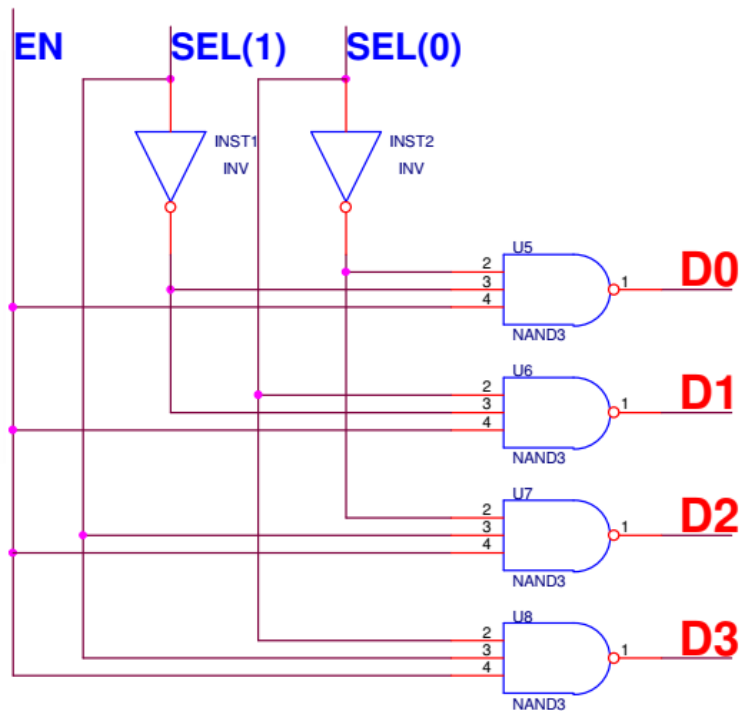 EN SEL(1) SEL(0)
INST1 INST2
INV INV
U5
2
3 1 D0
4
NAND3
U6
2
3 1 D1
4
NAND3
U7
2
3 1 D2
4
NAND3
U8
2
3 1 D3
4
NAND3